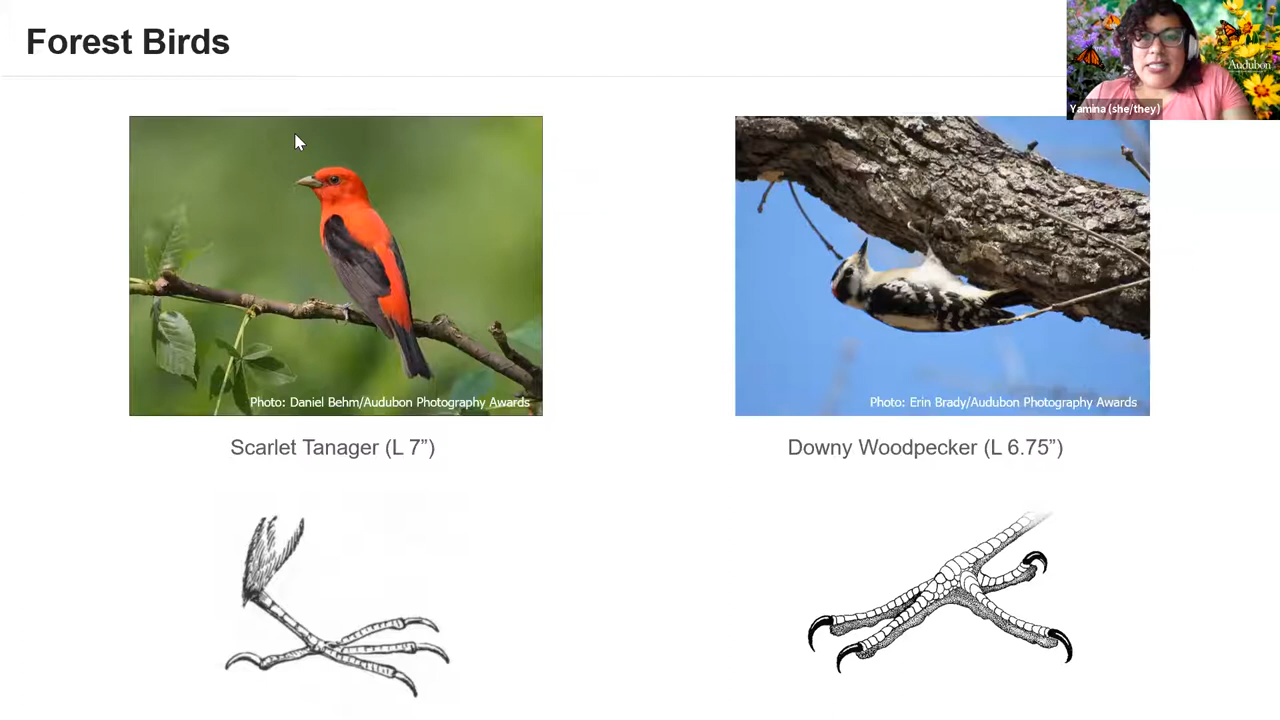 Forest Birds
Audubon
Yamina (she/they)
Photo: Daniel Behm/Audubon Photography Awards
Photo: Erin Brady/Audubon Photography Awards
Scarlet Tanager (L 7”)
Downy Woodpecker (L 6.75”)